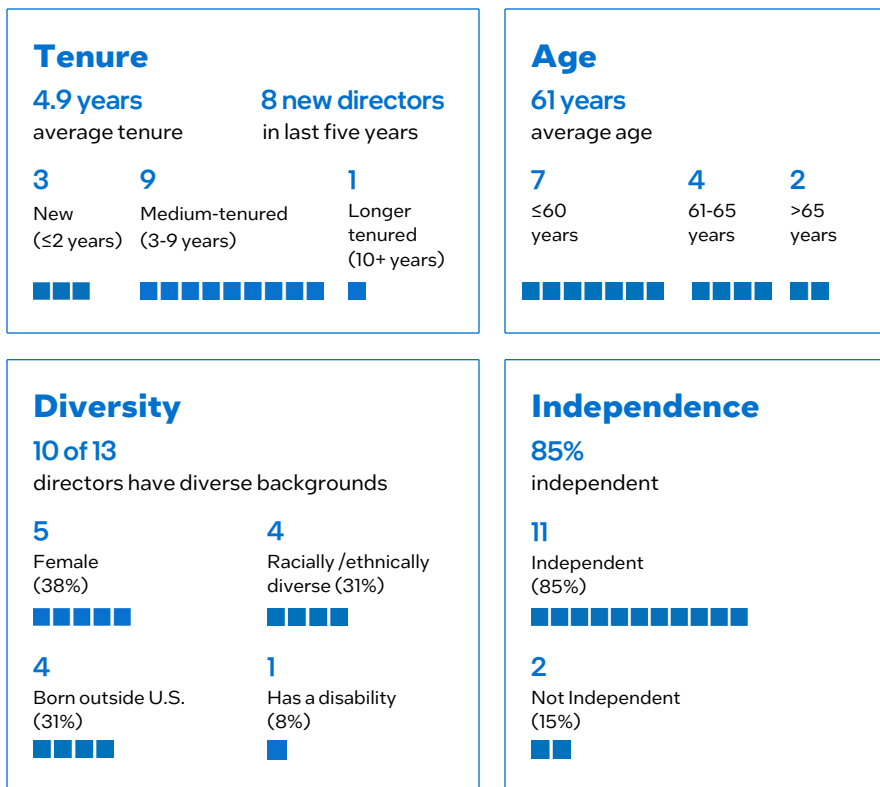 Tenure
4.9 years
average tenure
8 new directors
in last five years
3
New
(≤2 years)
9
Medium-tenured
(3-9 years)
1
Longer
tenured
(10+ years)
Age
61 years
average age
7
≤60
years
4
61-65
years
2
>65
years
Diversity
10 of 13
directors have diverse backgrounds
5
Female
(38%)
4
Racially /ethnically
diverse (31%)
4
Born outside U.S.
(31%)
1
Has a disability
(8%)
Independence
85%
independent
11
Independent
(85%)
2
Not Independent
(15%)